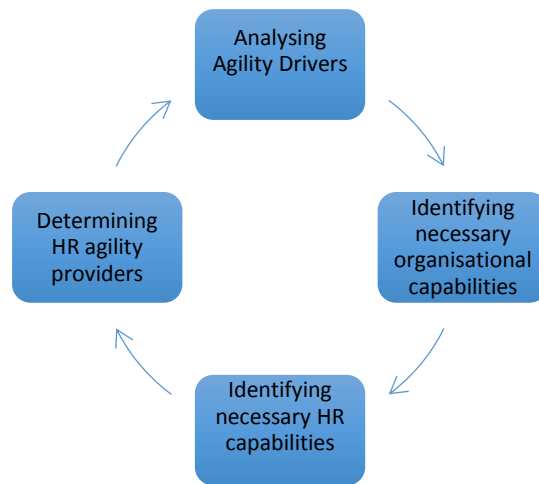 Analysing
Agility Drivers
Identifying
necessary
organisational
capabilities
Identifying
necessary HR
capabilities
Determining
HR agility
providers